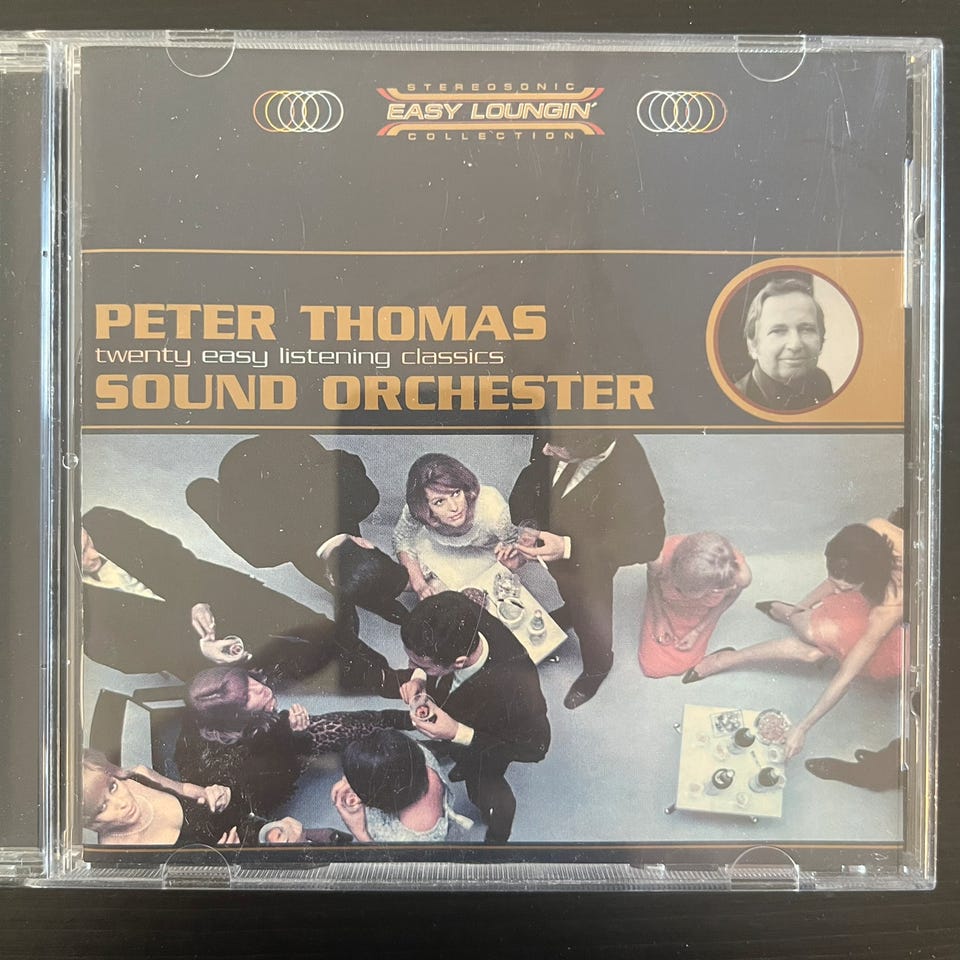 STEREOSONIC
EASY LOUNGIN'
COLLECTION
PETER THOMAS
twenty easy listening classics
SOUND ORCHESTER